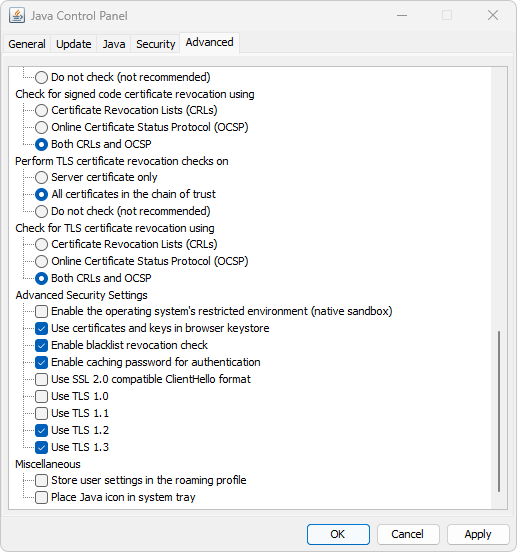 Java Control Panel
General Update Java Security Advanced
Do not check (not recommended)
Check for signed code certificate revocation using
Certificate Revocation Lists (CRLs)
Online Certificate Status Protocol (OCSP)
Both CRLs and OCSP
Perform TLS certificate revocation checks on
Server certificate only
All certificates in the chain of trust
Do not check (not recommended)
Check for TLS certificate revocation using
Certificate Revocation Lists (CRLs)
Online Certificate Status Protocol (OCSP)
Both CRLs and OCSP
Advanced Security Settings
Enable the operating system's restricted environment (native sandbox)
Use certificates and keys in browser keystore
Enable blacklist revocation check
Enable caching password for authentication
Use SSL 2.0 compatible ClientHello format
Use TLS 1.0
Use TLS 1.1
Use TLS 1.2
Use TLS 1.3
Miscellaneous
Store user settings in the roaming profile
Place Java icon in system tray
OK Cancel Apply